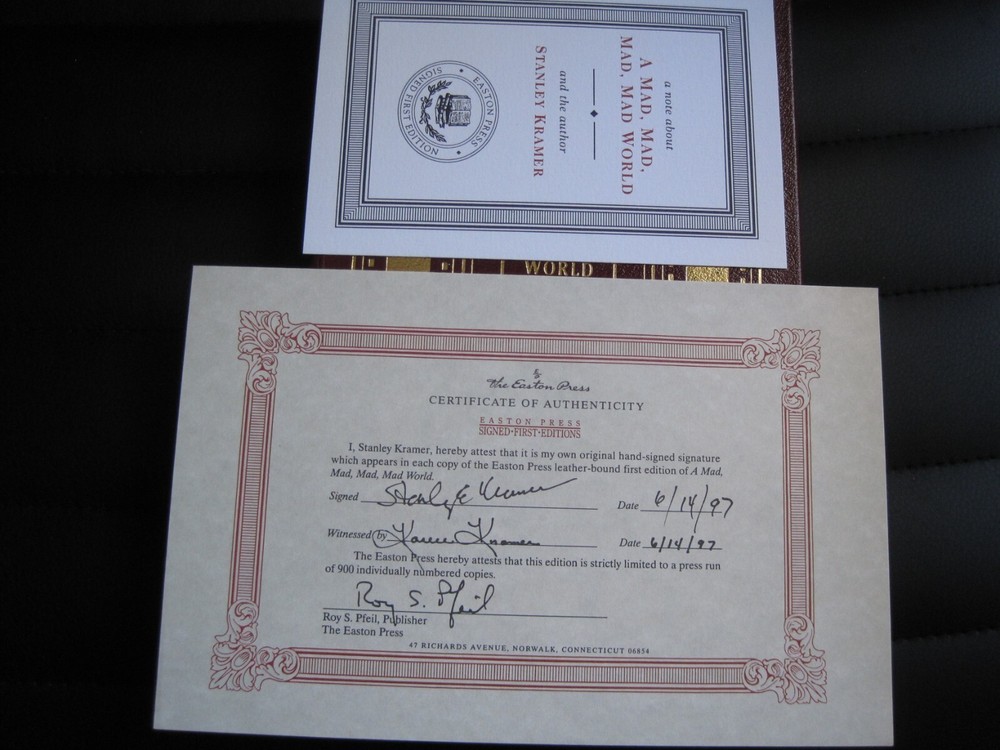 a note about
A MAD, MAD,
MAD, MAD WORLD
and the author
STANLEY KRAMER
EASTON PRESS
SIGNED FIRST EDITION
WORLD
The Easton Press
CERTIFICATE OF AUTHENTICITY
EASTON PRESS
SIGNED·FIRST·EDITIONS
I, Stanley Kramer, hereby attest that it is my own original hand-signed signature
which appears in each copy of the Easton Press leather-bound first edition of A Mad,
Mad, Mad, Mad World.
Signed Stanley E Kramer Date 6/14/97
Witnessed by Karen Kramer Date 6/14/97
The Easton Press hereby attests that this edition is strictly limited to a press run
of 900 individually numbered copies.
Roy S. Pfeil
Roy S. Pfeil, Publisher
The Easton Press
47 RICHARDS AVENUE, NORWALK, CONNECTICUT 06854